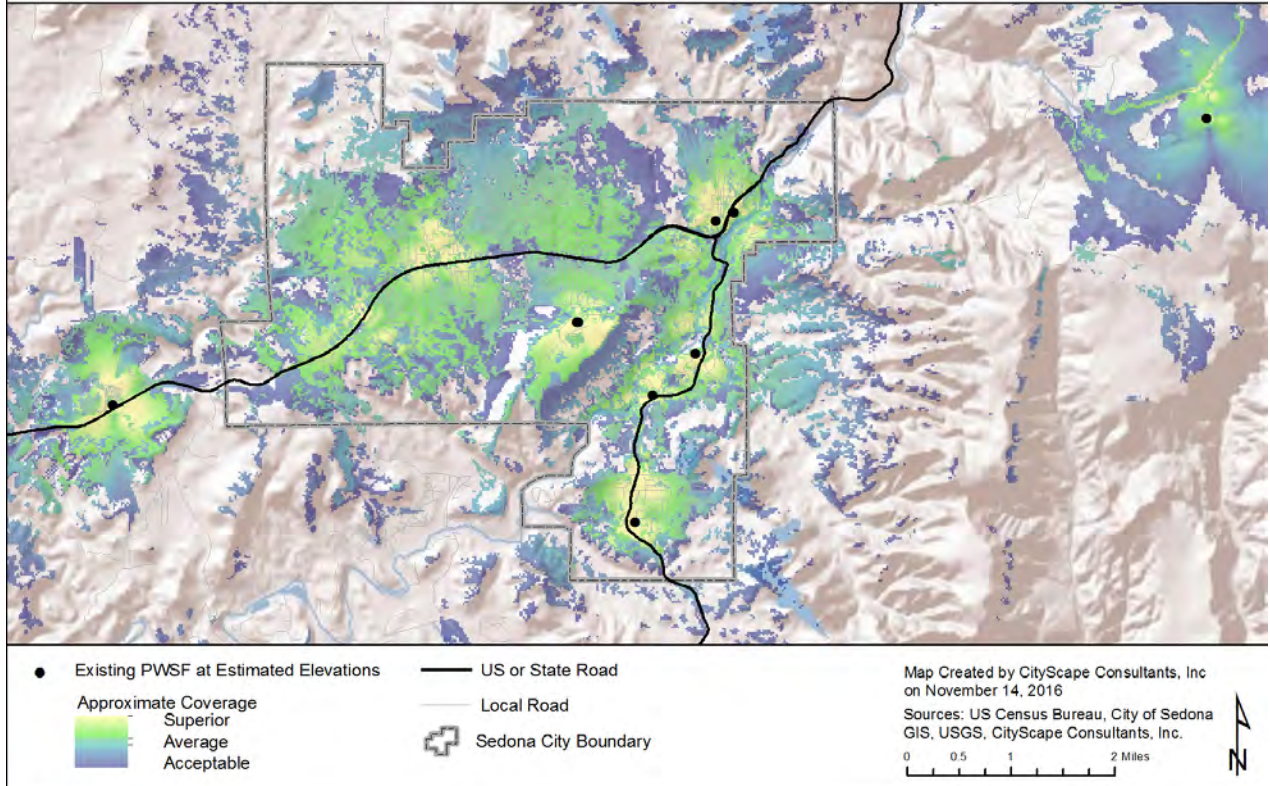 Existing PWSF at Estimated Elevations
Approximate Coverage
Superior
Average
Acceptable
US or State Road
Local Road
Sedona City Boundary
Map Created by CityScape Consultants, Inc
on November 14, 2016
Sources: US Census Bureau, City of Sedona
GIS, USGS, CityScape Consultants, Inc.
0 0.5 1 2 Miles
N